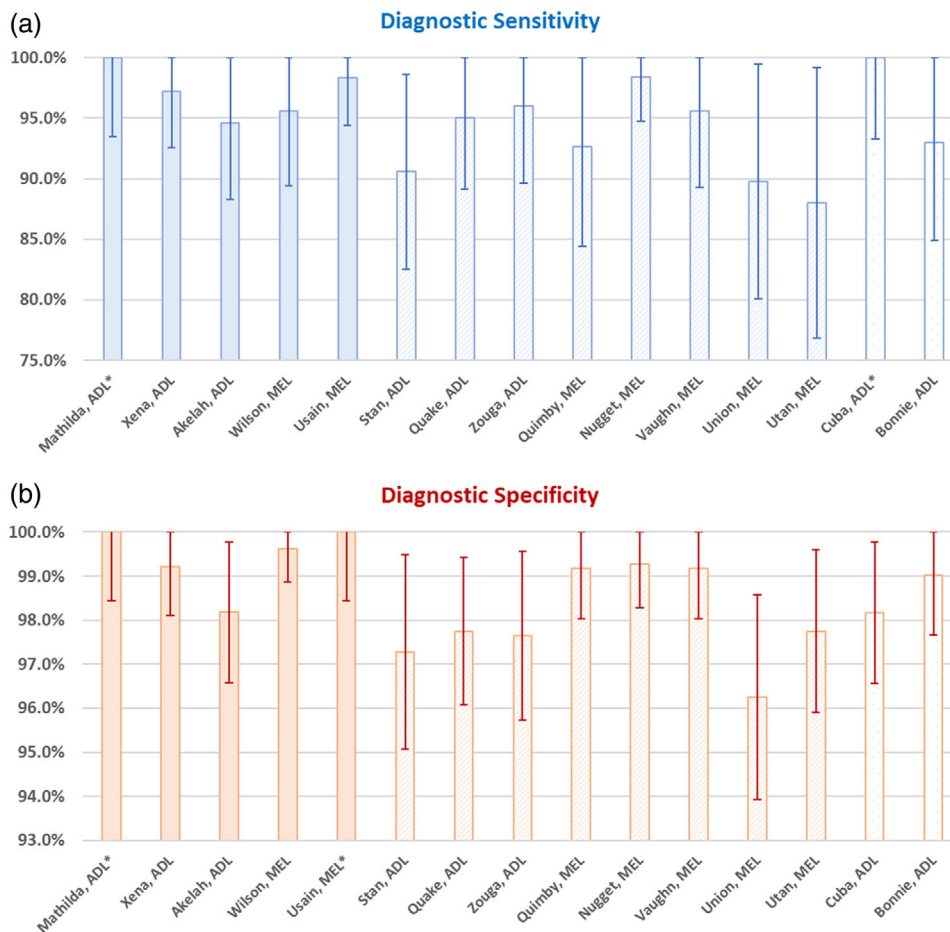 (a)
Diagnostic Sensitivity
100.0%
95.0%
90.0%
85.0%
80.0%
75.0%
Mathilda, ADL*
Xena, ADL
Akelah, ADL
Wilson, MEL
Usain, MEL
Stan, ADL
Quake, ADL
Zouga, ADL
Quimby, MEL
Nugget, MEL
Vaughn, MEL
Union, MEL
Utan, MEL
Cuba, ADL*
Bonnie, ADL
(b)
Diagnostic Specificity
100.0%
99.0%
98.0%
97.0%
96.0%
95.0%
94.0%
93.0%
Mathilda, ADL*
Xena, ADL
Akelah, ADL
Wilson, MEL
Usain, MEL*
Stan, ADL
Quake, ADL
Zouga, ADL
Quimby, MEL
Nugget, MEL
Vaughn, MEL
Union, MEL
Utan, MEL
Cuba, ADL
Bonnie, ADL